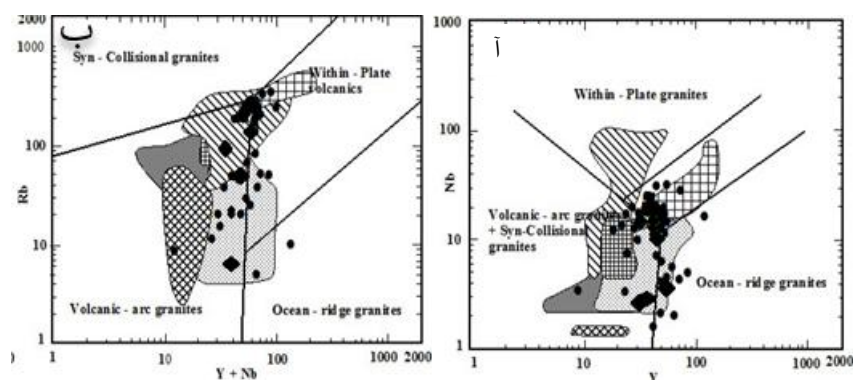 ب
2000
1000
100
10
1
Rb
Syn - Collisional granites
Within - Plate
volcanics
Volcanic - arc granites
Ocean - ridge granites
1
10
100
1000 2000
Y + Nb
آ
1000
100
10
1
Nb
Within - Plate granites
Volcanic - arc granites
+ Syn-Collisional
granites
Ocean - ridge granites
1
10
100
1000 2000
Y